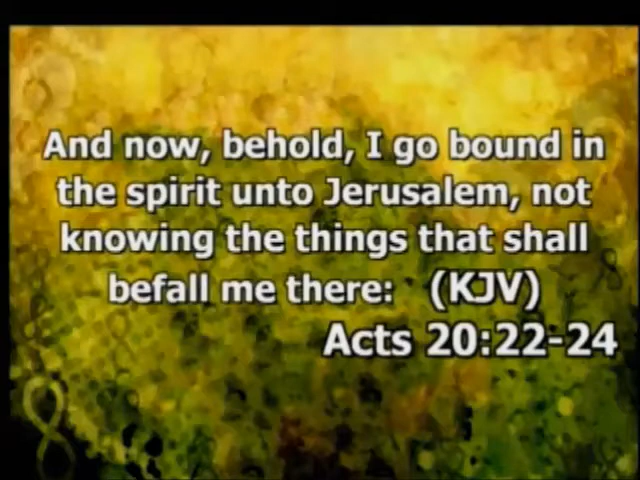 And now, behold, I go bound in
the spirit unto Jerusalem, not
knowing the things that shall
befall me there: (KJV)
Acts 20:22-24